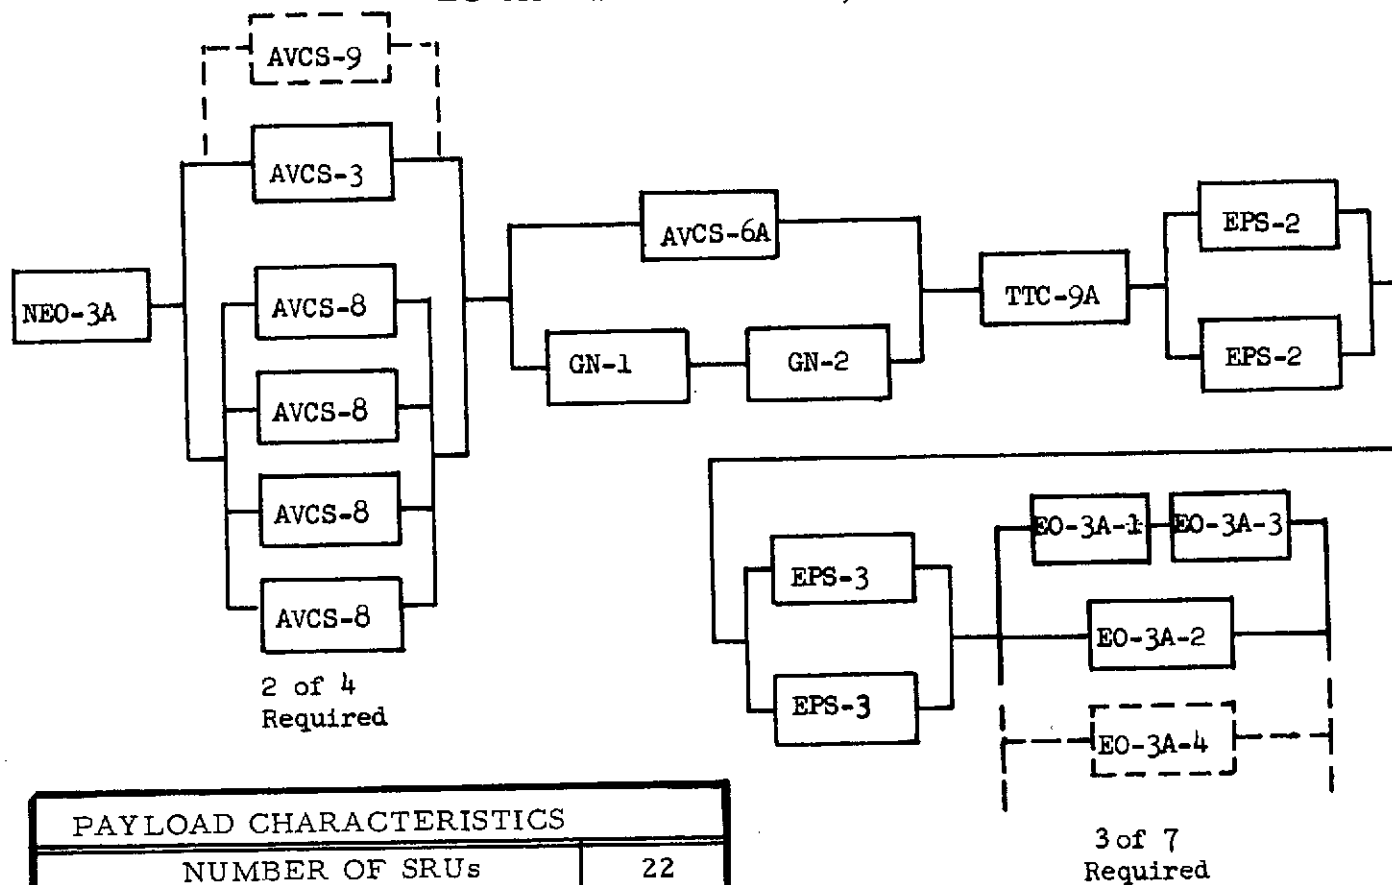 AVCS-9
AVCS-3
AVCS-6A
EPS-2
NEO-3A
AVCS-8
TTC-9A
GN-1
GN-2
EPS-2
AVCS-8
AVCS-8
EO-3A-1
EO-3A-3
EPS-3
AVCS-8
EO-3A-2
2 of 4
Required
EPS-3
EO-3A-4
PAYLOAD CHARACTERISTICS
NUMBER OF SRUs
22
3 of 7
Required